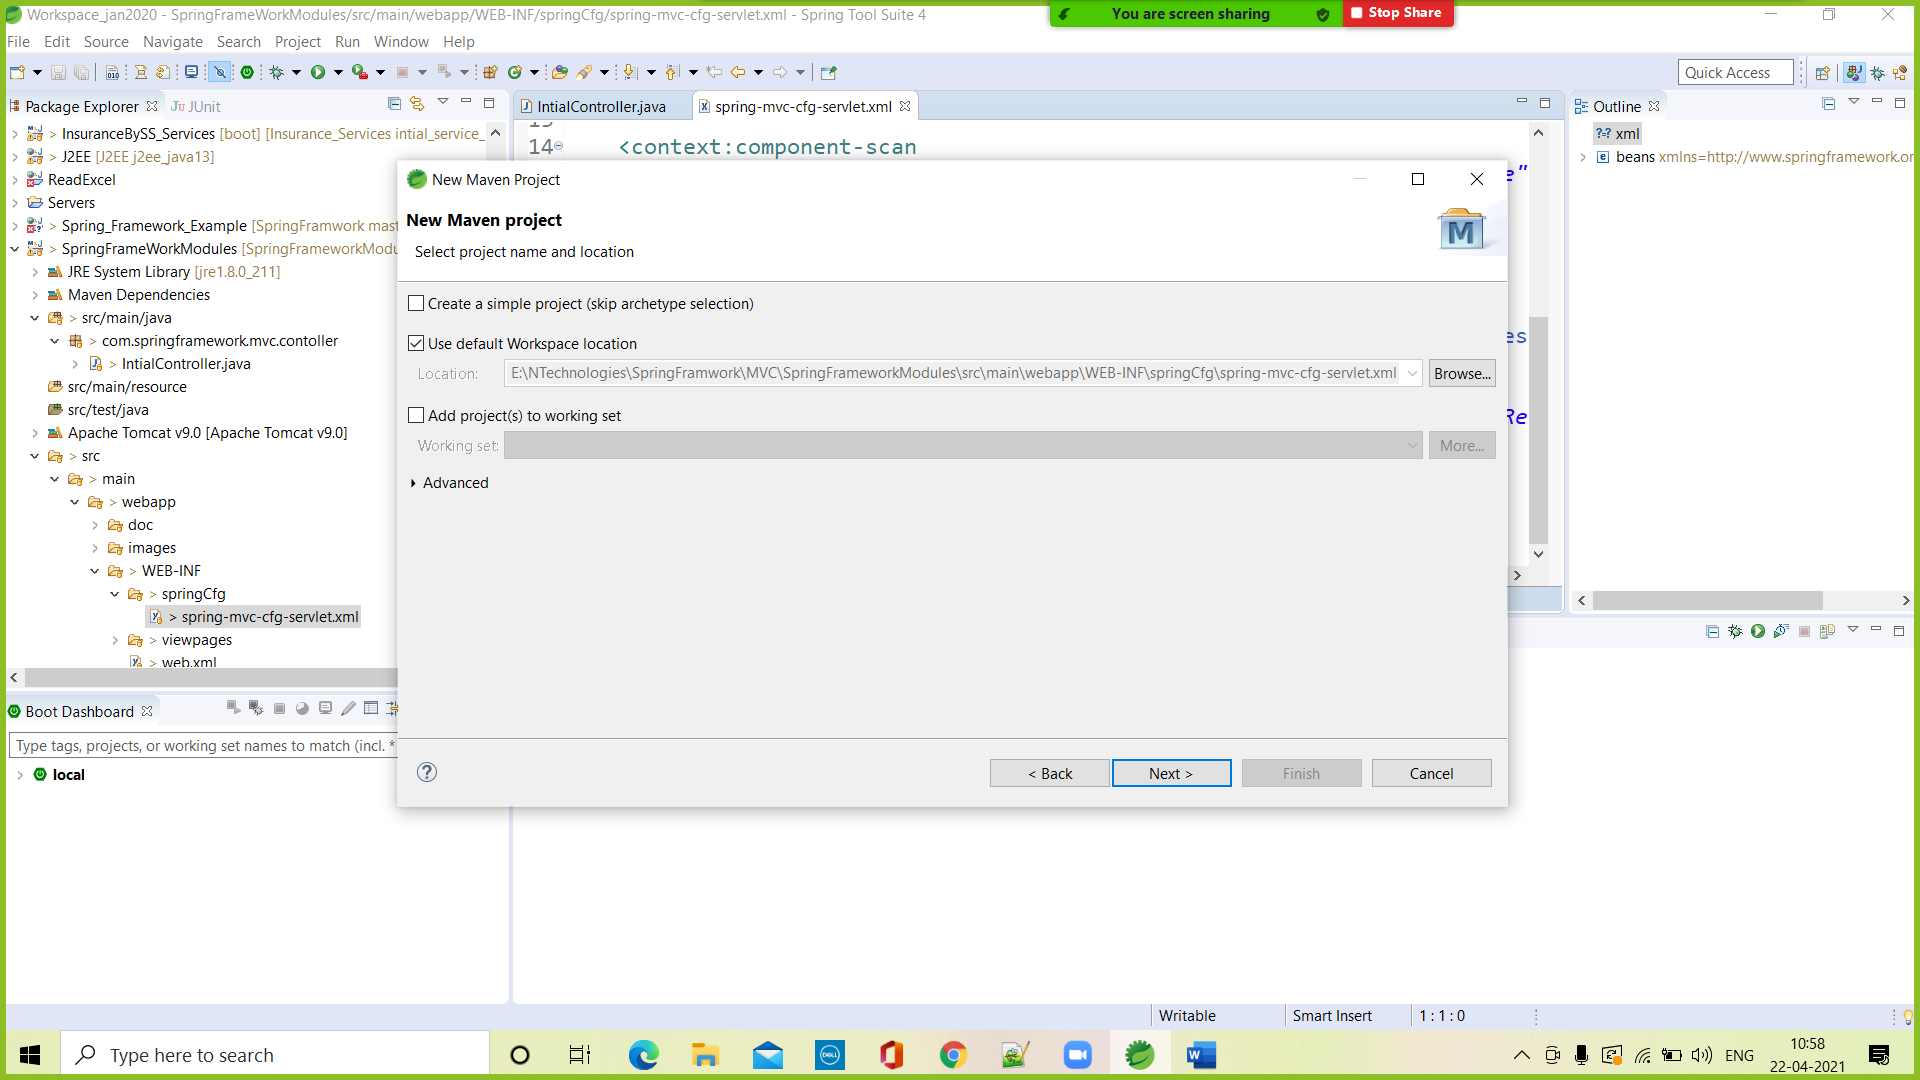 Workspace_jan2020 - SpringFrameWorkModules/src/main/webapp/WEB-INF/springCfg/spring-mvc-cfg-servlet.xml - Spring Tool Suite 4
You are screen sharing
Stop Share
File Edit Source Navigate Search Project Run Window Help
Quick Access
Package Explorer
JUnit
IntialController.java
spring-mvc-cfg-servlet.xml
Outline
> InsuranceBySS_Services [boot] [Insurance_Services intial_service_
> J2EE [J2EE j2ee_java13]
ReadExcel
Servers
> Spring_Framework_Example [SpringFramwork mast
> SpringFrameWorkModules [SpringFrameworkModu
JRE System Library [jre1.8.0_211]
Maven Dependencies
> src/main/java
> com.springframework.mvc.contoller
> IntialController.java
src/main/resource
src/test/java
Apache Tomcat v9.0 [Apache Tomcat v9.0]
> src
> main
> webapp
doc
images
> WEB-INF
> springCfg
> spring-mvc-cfg-servlet.xml
> viewpages
> web.xml
14
<context:component-scan
e"
es
Re
?=? xml
beans xmlns=http://www.springframework.or
New Maven Project
New Maven project
Select project name and location
Create a simple project (skip archetype selection)
Use default Workspace location
Location:
E:\NTechnologies\SpringFramwork\MVC\SpringFrameworkModules\src\main\webapp\WEB-INF\springCfg\spring-mvc-cfg-servlet.xml
Browse...
Add project(s) to working set
Working set:
More...
Advanced
< Back
Next >
Finish
Cancel
Boot Dashboard
Type tags, projects, or working set names to match (incl. *
local
Writable
Smart Insert
1 : 1 : 0
Type here to search
DELL
ENG
10:58
22-04-2021